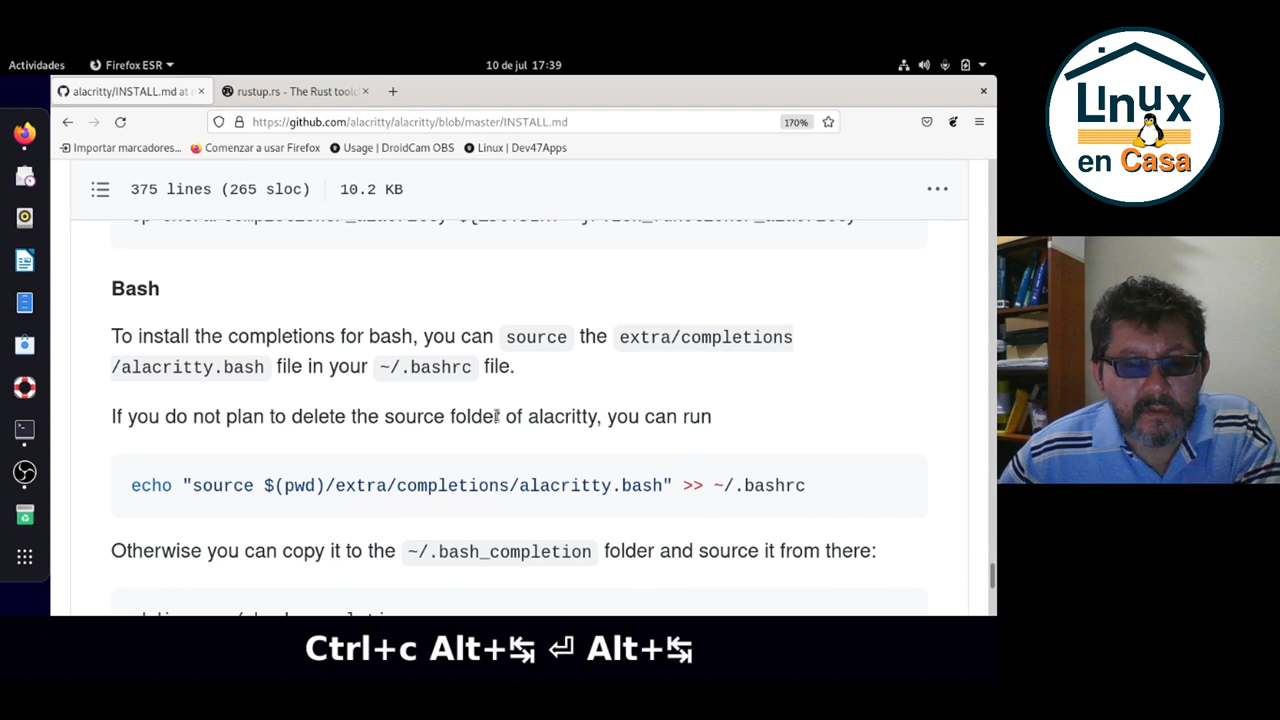 Actividades
Firefox ESR
10 de jul 17:39
alacritty/INSTALL.md at
rustup.rs - The Rust tool
https://github.com/alacritty/alacritty/blob/master/INSTALL.md
170%
Importar marcadores...
Comenzar a usar Firefox
Usage | DroidCam OBS
Linux | Dev47Apps
375 lines (265 sloc)
10.2 KB
Bash
To install the completions for bash, you can source the extra/completions
/alacritty.bash file in your ~/.bashrc file.
If you do not plan to delete the source folder of alacritty, you can run
echo "source $(pwd)/extra/completions/alacritty.bash" >> ~/.bashrc
Otherwise you can copy it to the ~/.bash_completion folder and source it from there:
Ctrl+c Alt+↹ ⏎ Alt+↹
Linux
en Casa